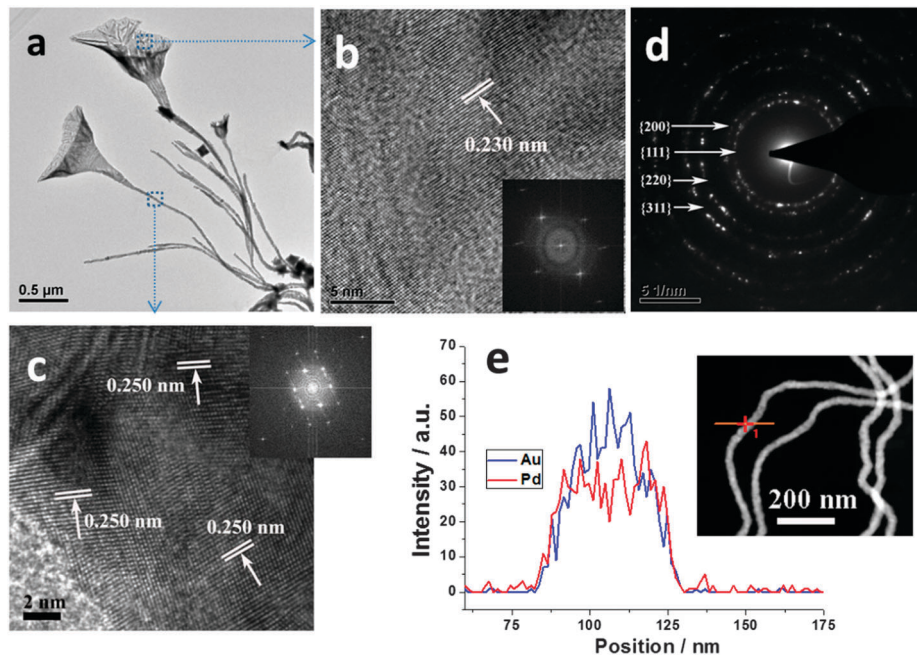 a
0.5 μm
b
0.230 nm
5 nm
d
{200}
{111}
{220}
{311}
5 1/nm
c
0.250 nm
0.250 nm
0.250 nm
2 nm
e
Intensity / a.u.
70
60
50
40
30
20
10
0
Au
Pd
1
200 nm
75 100 125 150 175
Position / nm